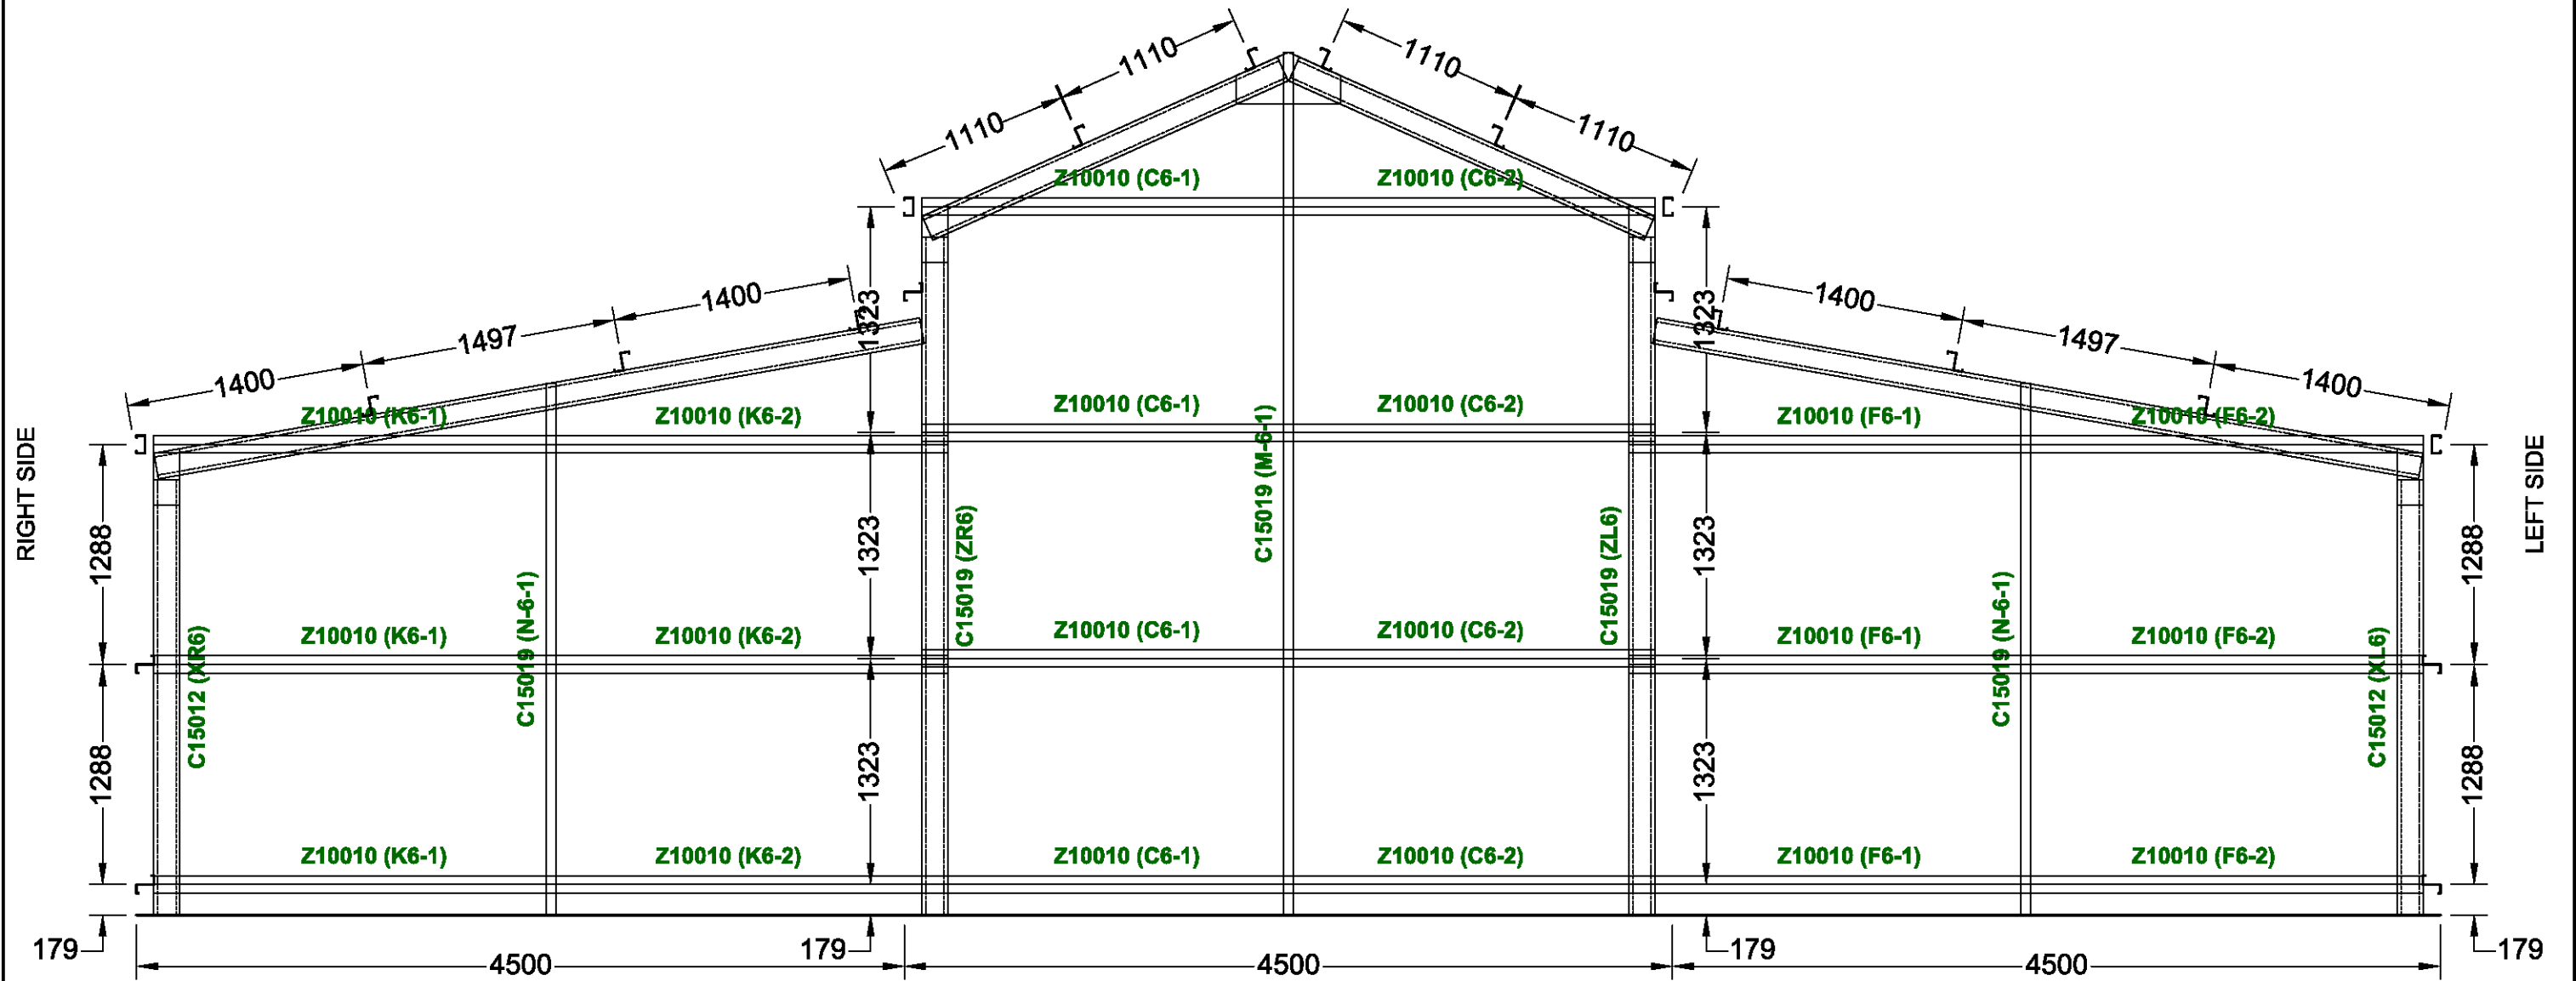 1110
1110
1110
1110
Z10010 (C6-1)
Z10010 (C6-2)
1400
1497
1400
1323
1323
1400
1497
1400
Z10010 (K6-1)
Z10010 (K6-2)
Z10010 (C6-1)
Z10010 (C6-2)
Z10010 (F6-1)
Z10010 (F6-2)
RIGHT SIDE
LEFT SIDE
1288
C15012 (XR6)
C15019 (N-6-1)
1323
C15019 (ZR6)
C15019 (M-6-1)
C15019 (ZL6)
1323
C15019 (N-6-1)
C15012 (XL6)
1288
Z10010 (K6-1)
Z10010 (K6-2)
Z10010 (C6-1)
Z10010 (C6-2)
Z10010 (F6-1)
Z10010 (F6-2)
1288
1323
1323
1288
Z10010 (K6-1)
Z10010 (K6-2)
Z10010 (C6-1)
Z10010 (C6-2)
Z10010 (F6-1)
Z10010 (F6-2)
179
179
179
179
4500
4500
4500